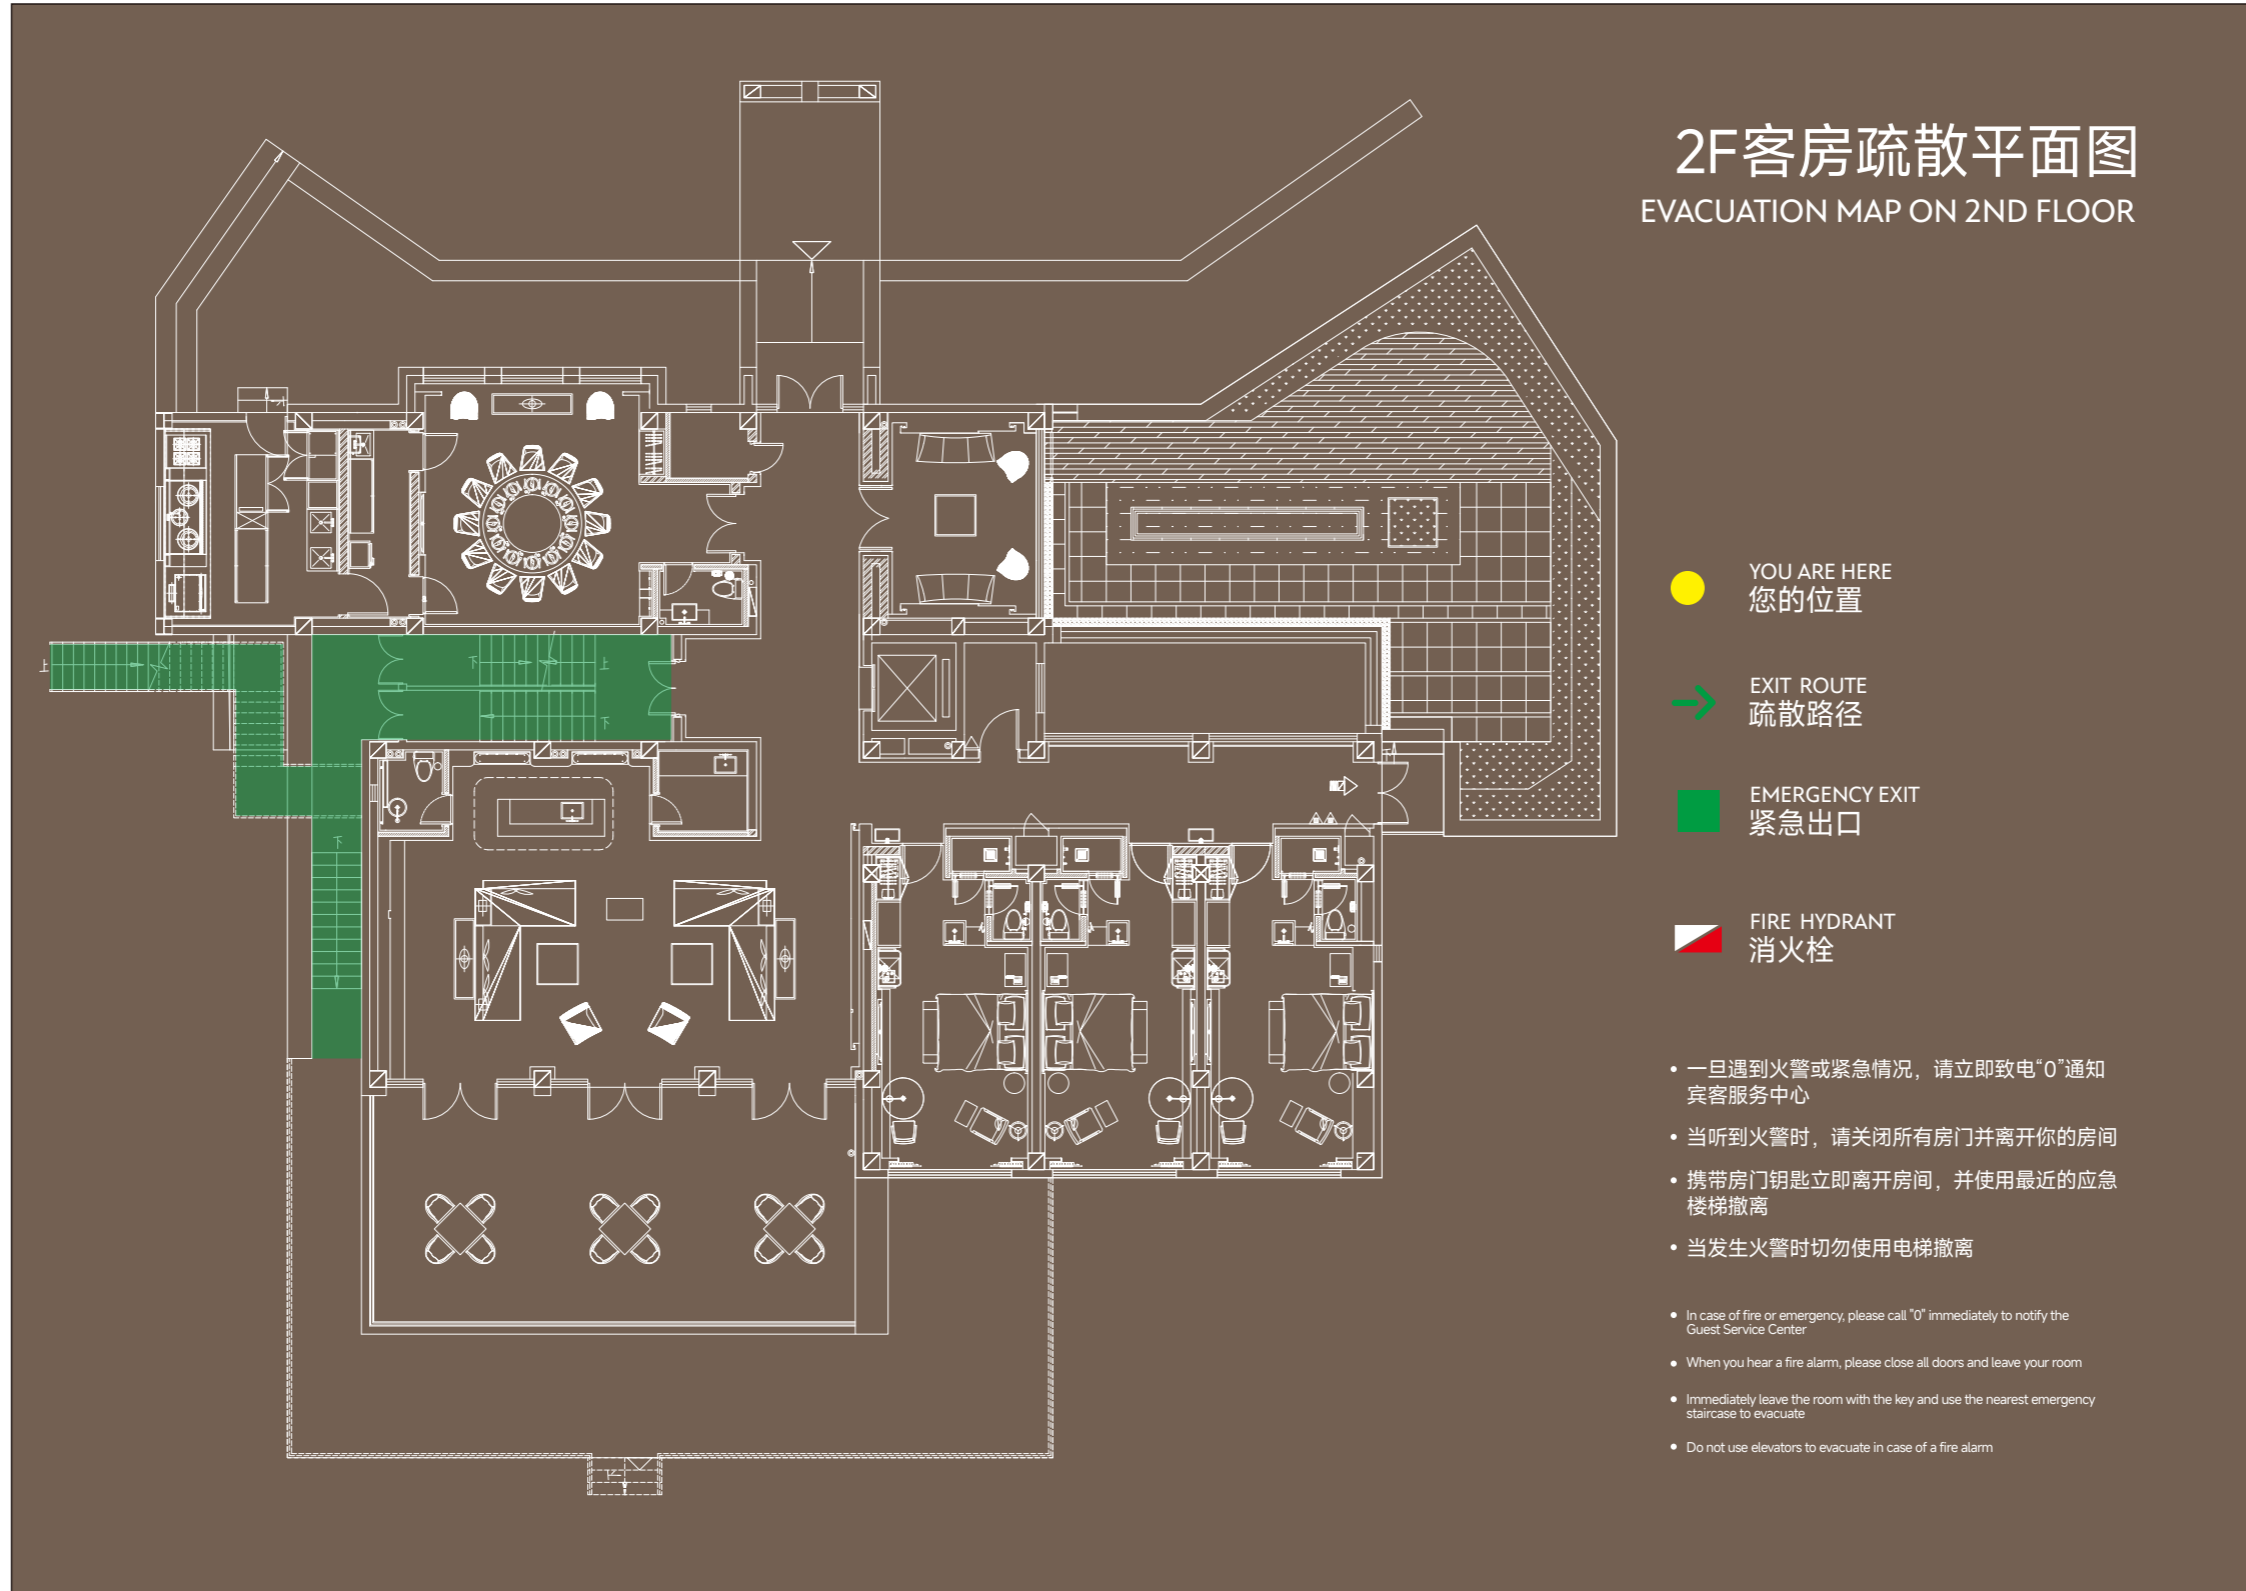 2F客房疏散平面图
EVACUATION MAP ON 2ND FLOOR
YOU ARE HERE
您的位置
EXIT ROUTE
疏散路径
EMERGENCY EXIT
紧急出口
FIRE HYDRANT
消火栓
上
下
上
下
下
下
• 一旦遇到火警或紧急情况，请立即致电“0”通知
宾客服务中心
• 当听到火警时，请关闭所有房门并离开你的房间
• 携带房门钥匙立即离开房间，并使用最近的应急
楼梯撤离
• 当发生火警时切勿使用电梯撤离
• In case of fire or emergency, please call "0" immediately to notify the
Guest Service Center
• When you hear a fire alarm, please close all doors and leave your room
• Immediately leave the room with the key and use the nearest emergency
staircase to evacuate
• Do not use elevators to evacuate in case of a fire alarm